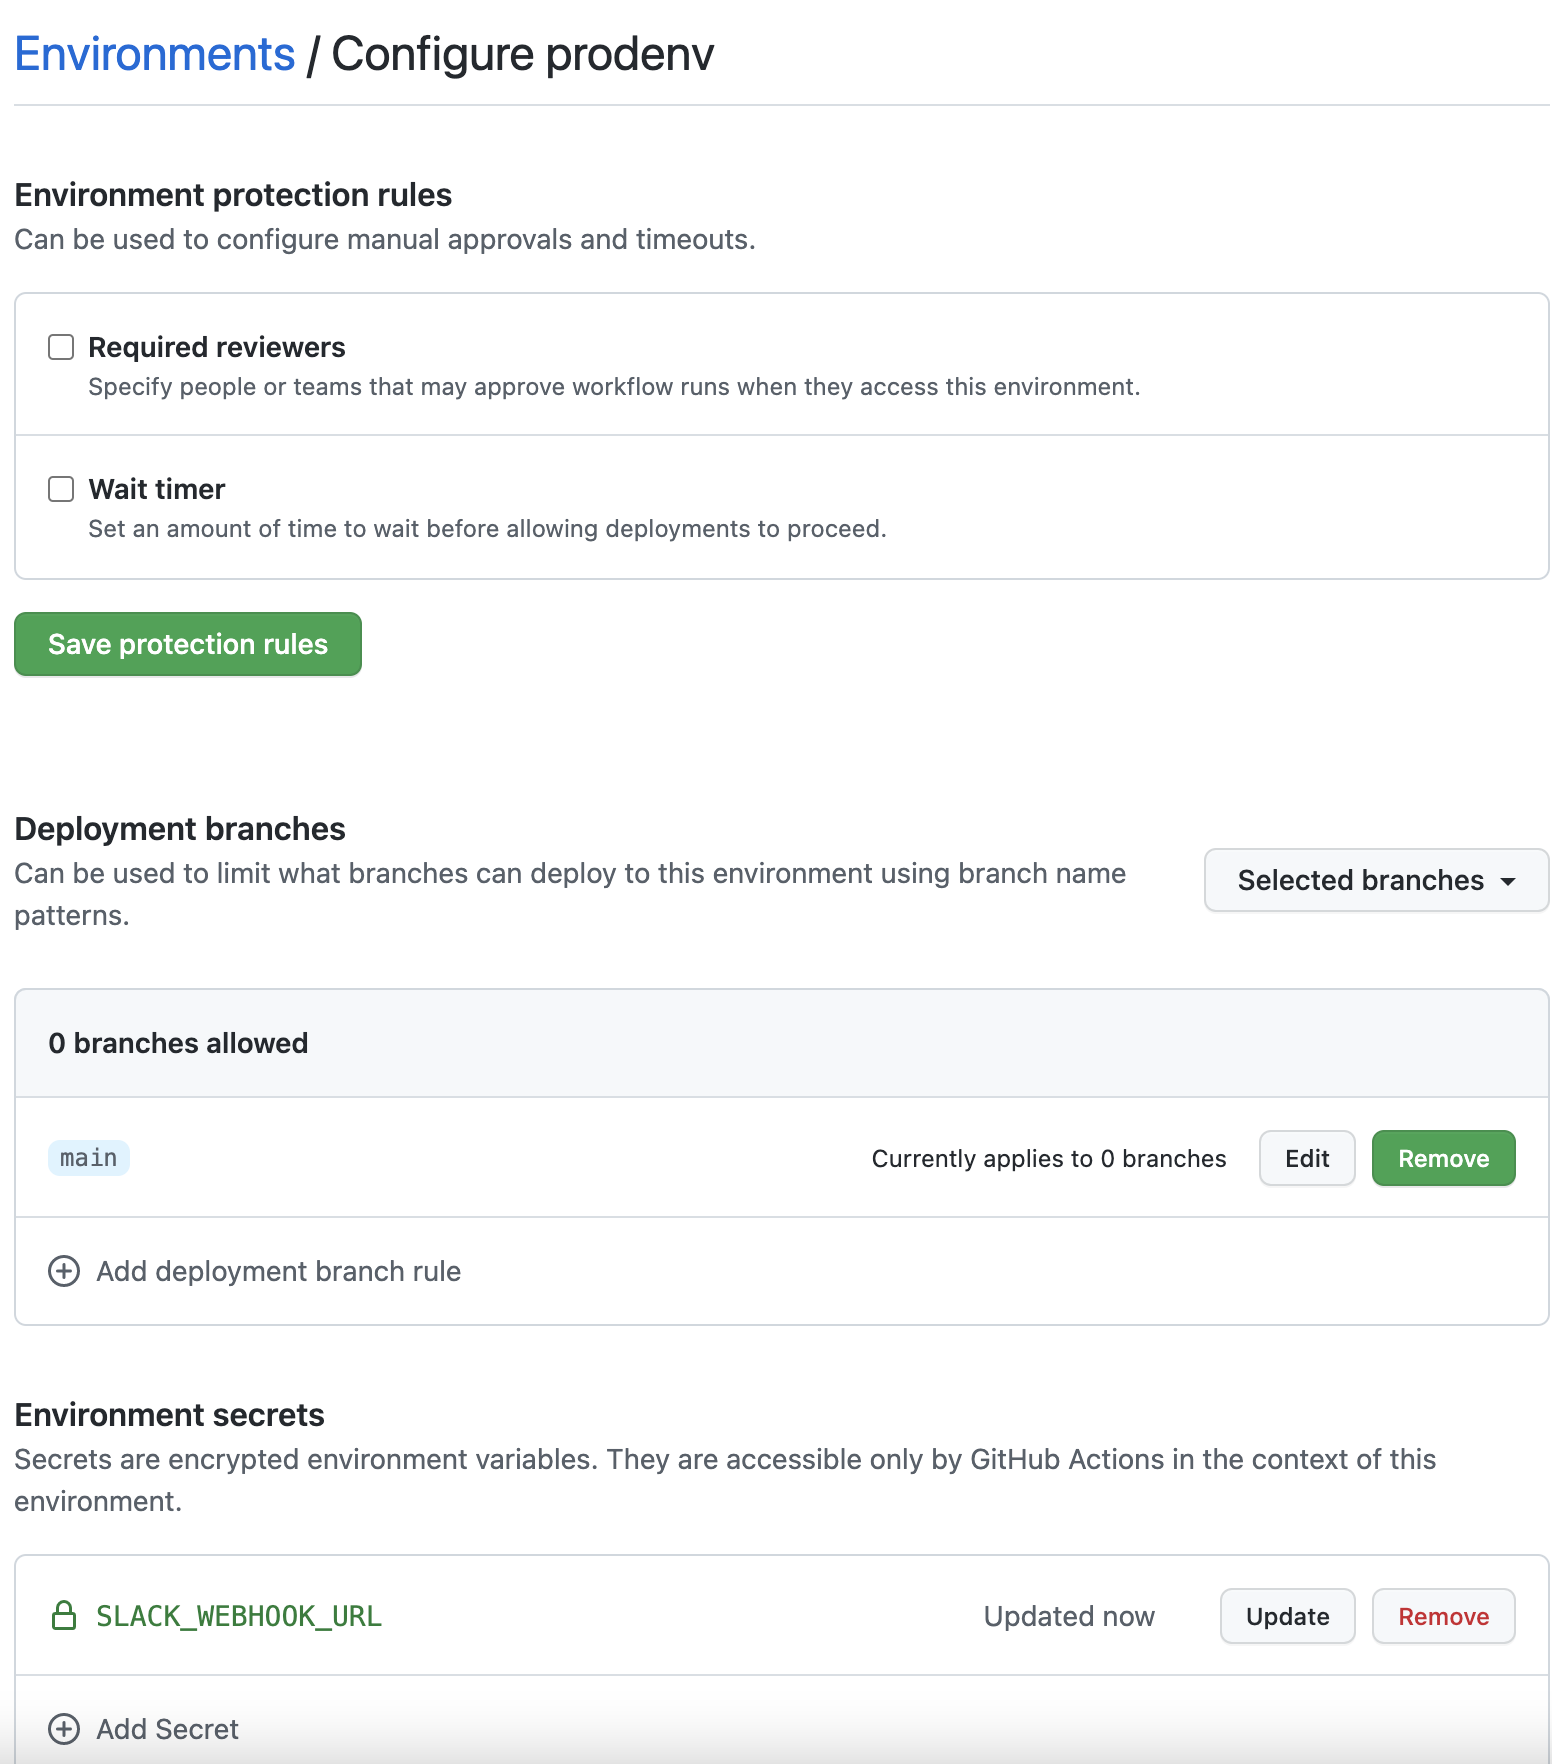 Environments / Configure prodenv
Environment protection rules
Can be used to configure manual approvals and timeouts.
Required reviewers
Specify people or teams that may approve workflow runs when they access this environment.
Wait timer
Set an amount of time to wait before allowing deployments to proceed.
Save protection rules
Deployment branches
Can be used to limit what branches can deploy to this environment using branch name
patterns.
Selected branches
0 branches allowed
main
Currently applies to 0 branches
Edit
Remove
Add deployment branch rule
Environment secrets
Secrets are encrypted environment variables. They are accessible only by GitHub Actions in the context of this
environment.
SLACK_WEBHOOK_URL
Updated now
Update
Remove
Add Secret